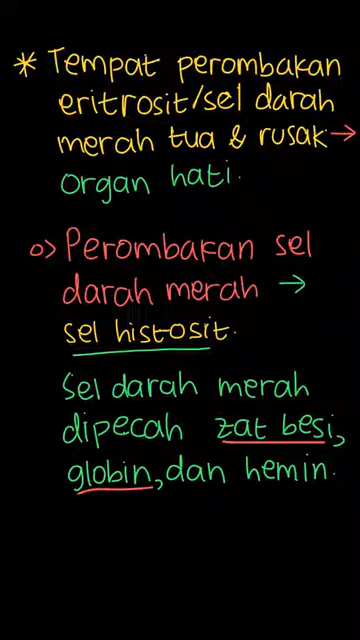 * Tempat perombakan
eritrosit/sel darah
merah tua & rusak →
organ hati.
o> Perombakan sel
darah merah →
sel histosit.
Sel darah merah
dipecah zat besi,
globin, dan hemin.